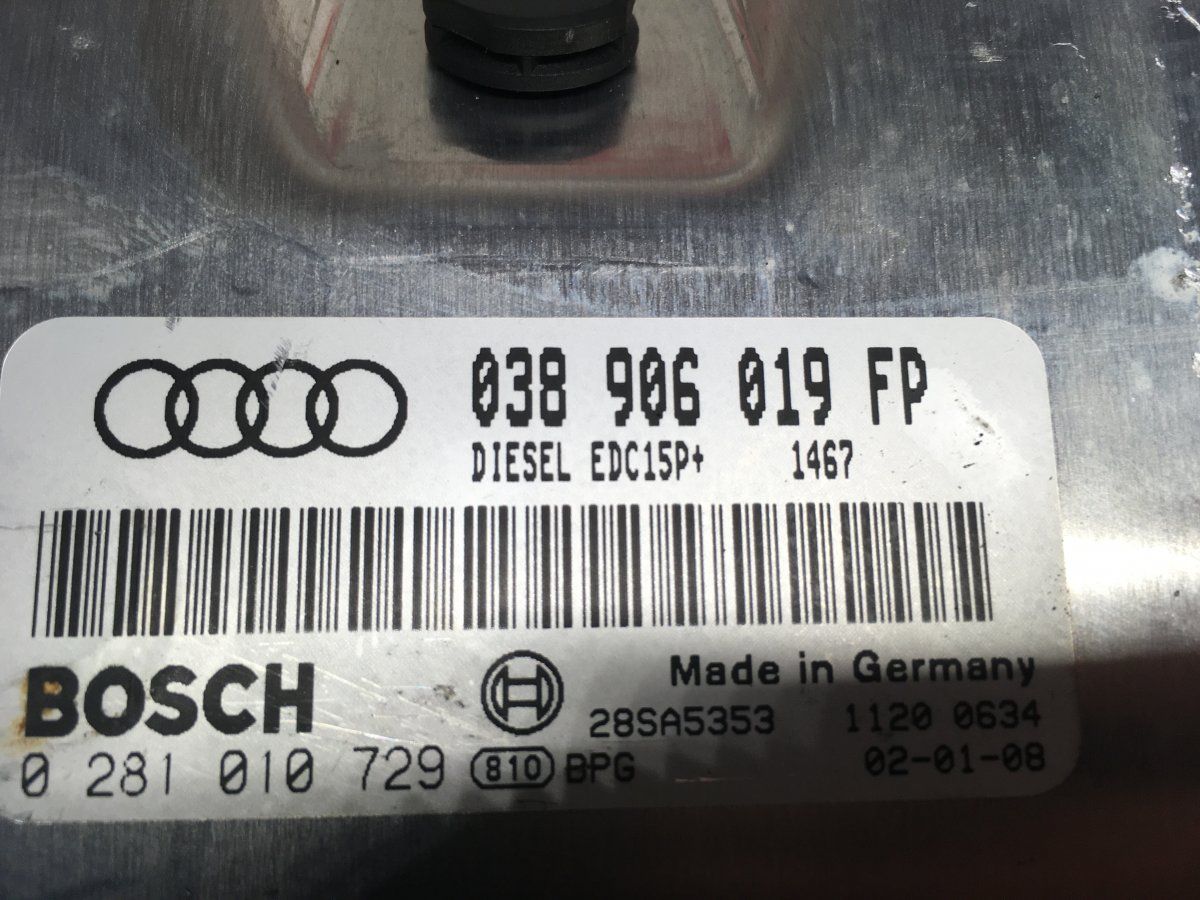 038 906 019 FP
DIESEL EDC15P+ 1467
BOSCH
Made in Germany
28SA5353 1120 0634
0 281 010 729 810 BPG 02-01-08